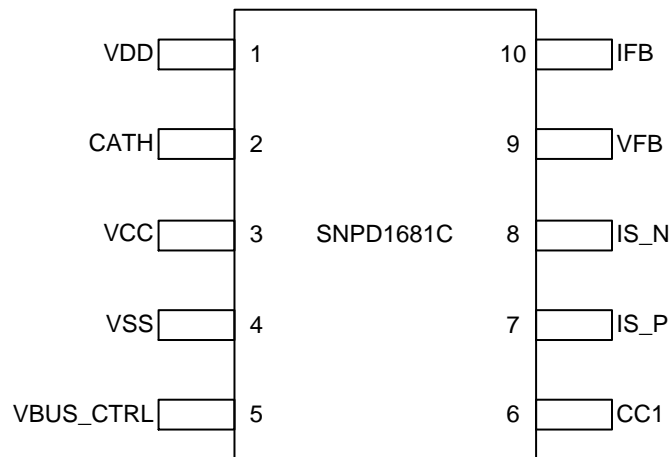 VDD 1 10 IFB
CATH 2 9 VFB
VCC 3 SNPD1681C 8 IS_N
VSS 4 7 IS_P
VBUS_CTRL 5 6 CC1